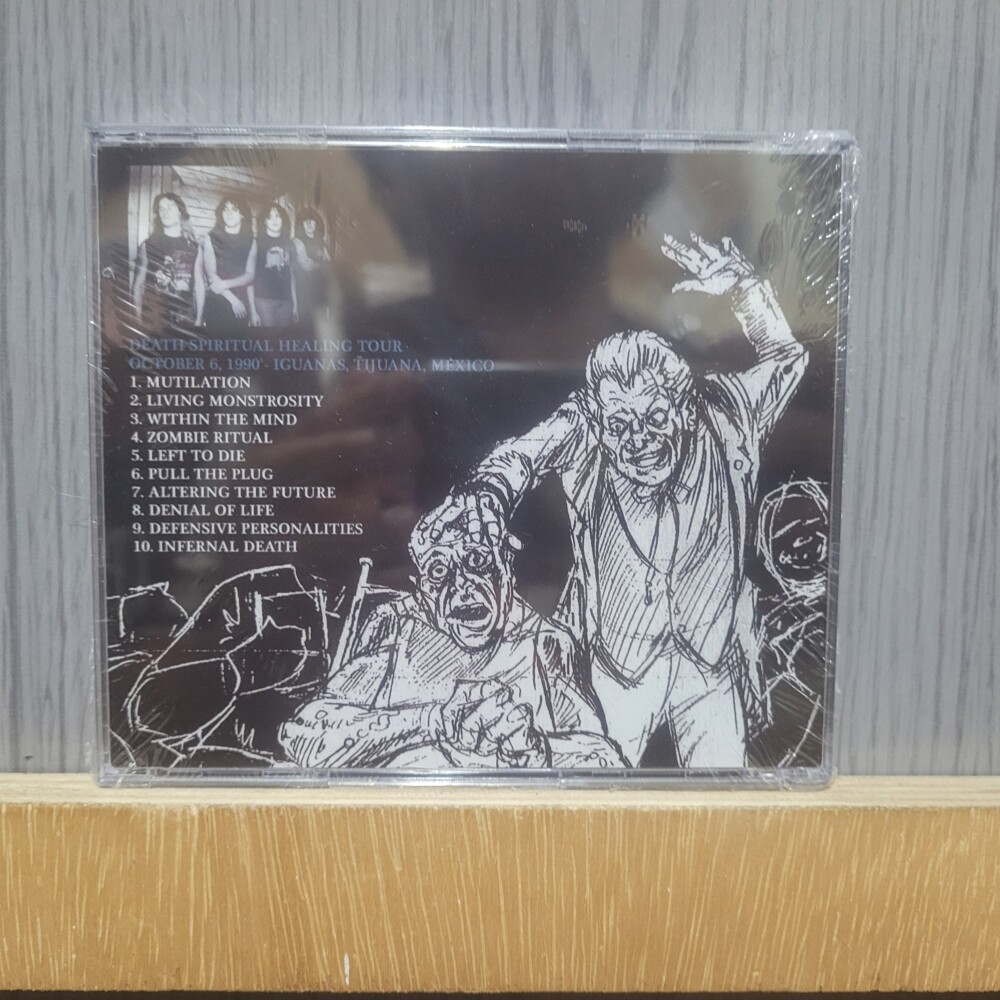 DEATH SPIRITUAL HEALING TOUR
OCTOBER 6, 1990'- IGUANAS, TIJUANA, MEXICO
1. MUTILATION
2. LIVING MONSTROSITY
3. WITHIN THE MIND
4. ZOMBIE RITUAL
5. LEFT TO DIE
6. PULL THE PLUG
7. ALTERING THE FUTURE
8. DENIAL OF LIFE
9. DEFENSIVE PERSONALITIES
10. INFERNAL DEATH